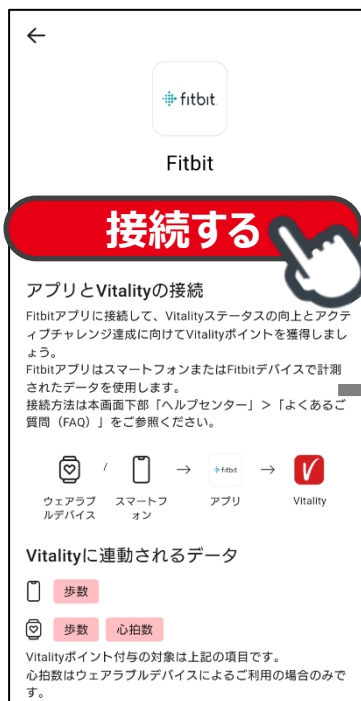 fitbit
Fitbit
接続する
アプリとVitalityの接続
Fitbitアプリに接続して、Vitalityステータスの向上とアクテ
ィブチャレンジ達成に向けてVitalityポイントを獲得しまし
ょう。
Fitbitアプリはスマートフォンまたはfitbitデバイスで計測
されたデータを使用します。
接続方法は本画面下部「ヘルプセンター」>「よくあるご
質問（FAQ）」をご参照ください。
/ → fitbit →
ウェアラブ スマートフ アプリ Vitality
ルデバイス ォン
Vitalityに連動されるデータ
歩数
歩数 心拍数
Vitalityポイント付与の対象は上記の項目です。
心拍数はウェアラブルデバイスによるご利用の場合のみで
す。